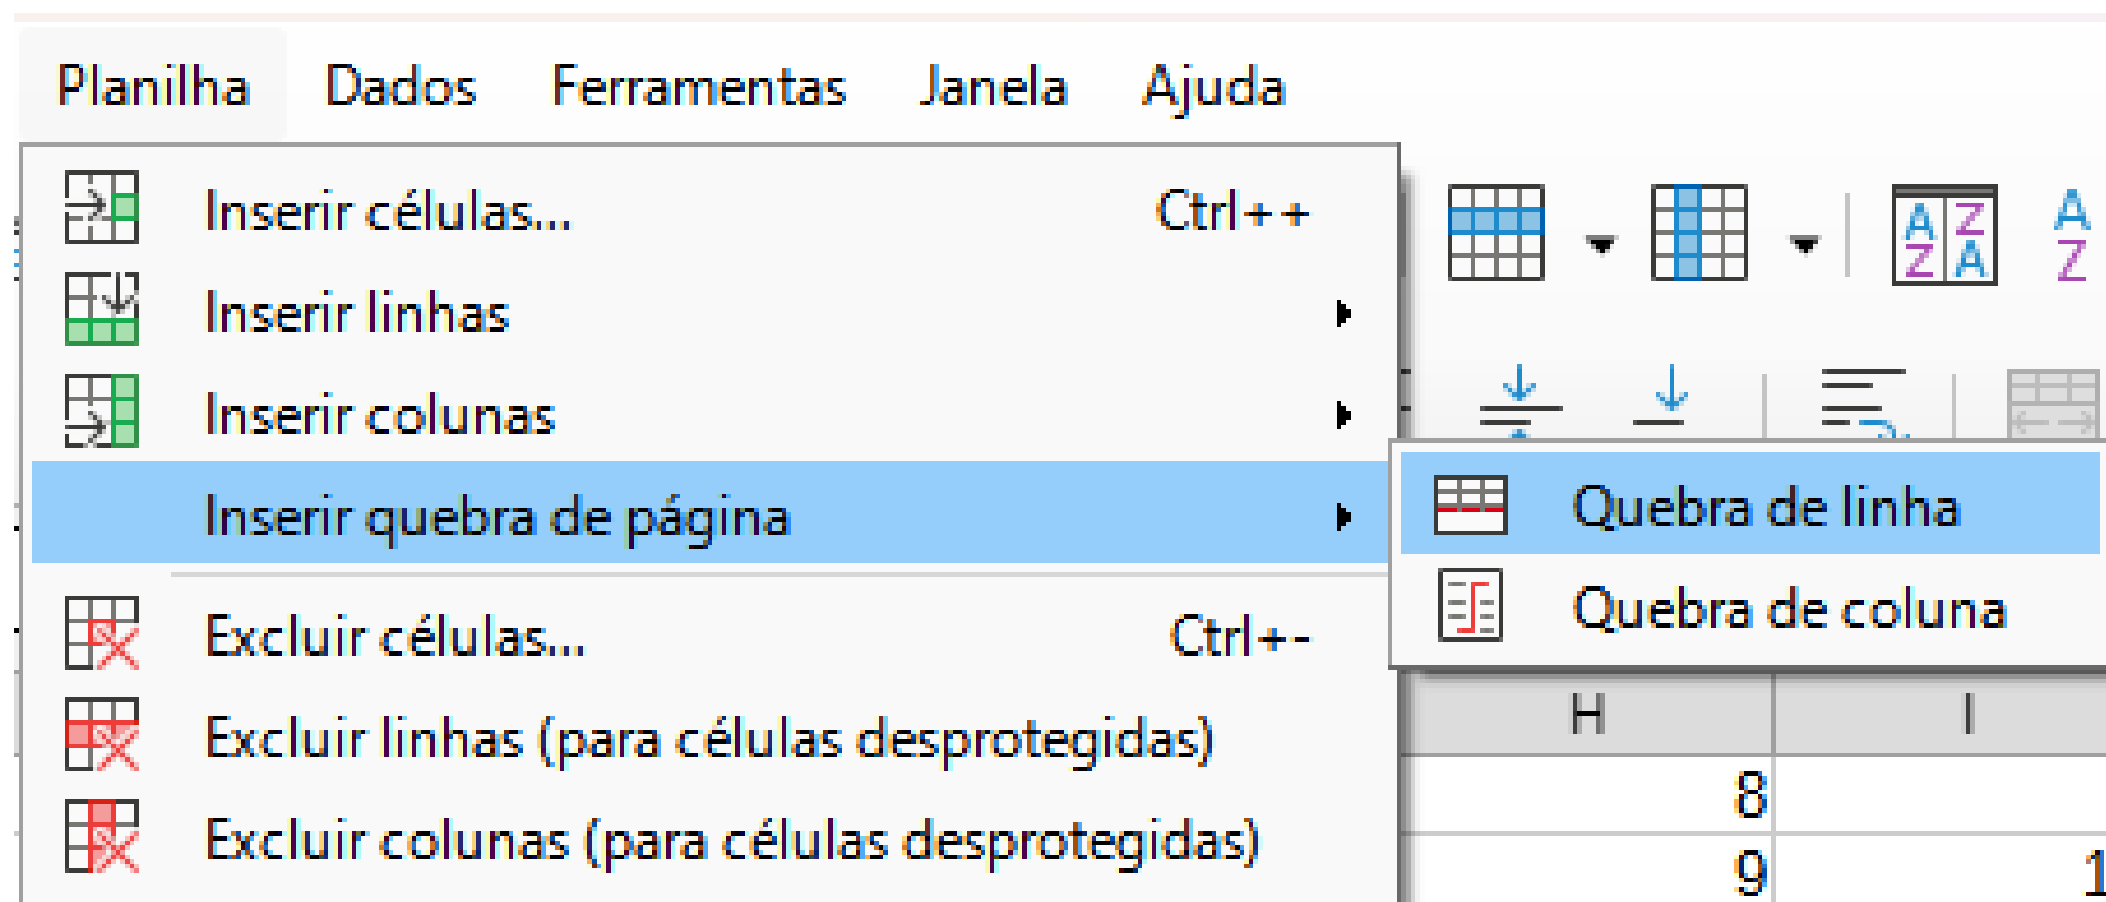 Planilha Dados Ferramentas Janela Ajuda
Inserir células... Ctrl++
Inserir linhas
Inserir colunas
Inserir quebra de página
Quebra de linha
Quebra de coluna
Excluir células... Ctrl+-
Excluir linhas (para células desprotegidas)
Excluir colunas (para células desprotegidas)
A Z Z A
A Z
H I
8
9 1